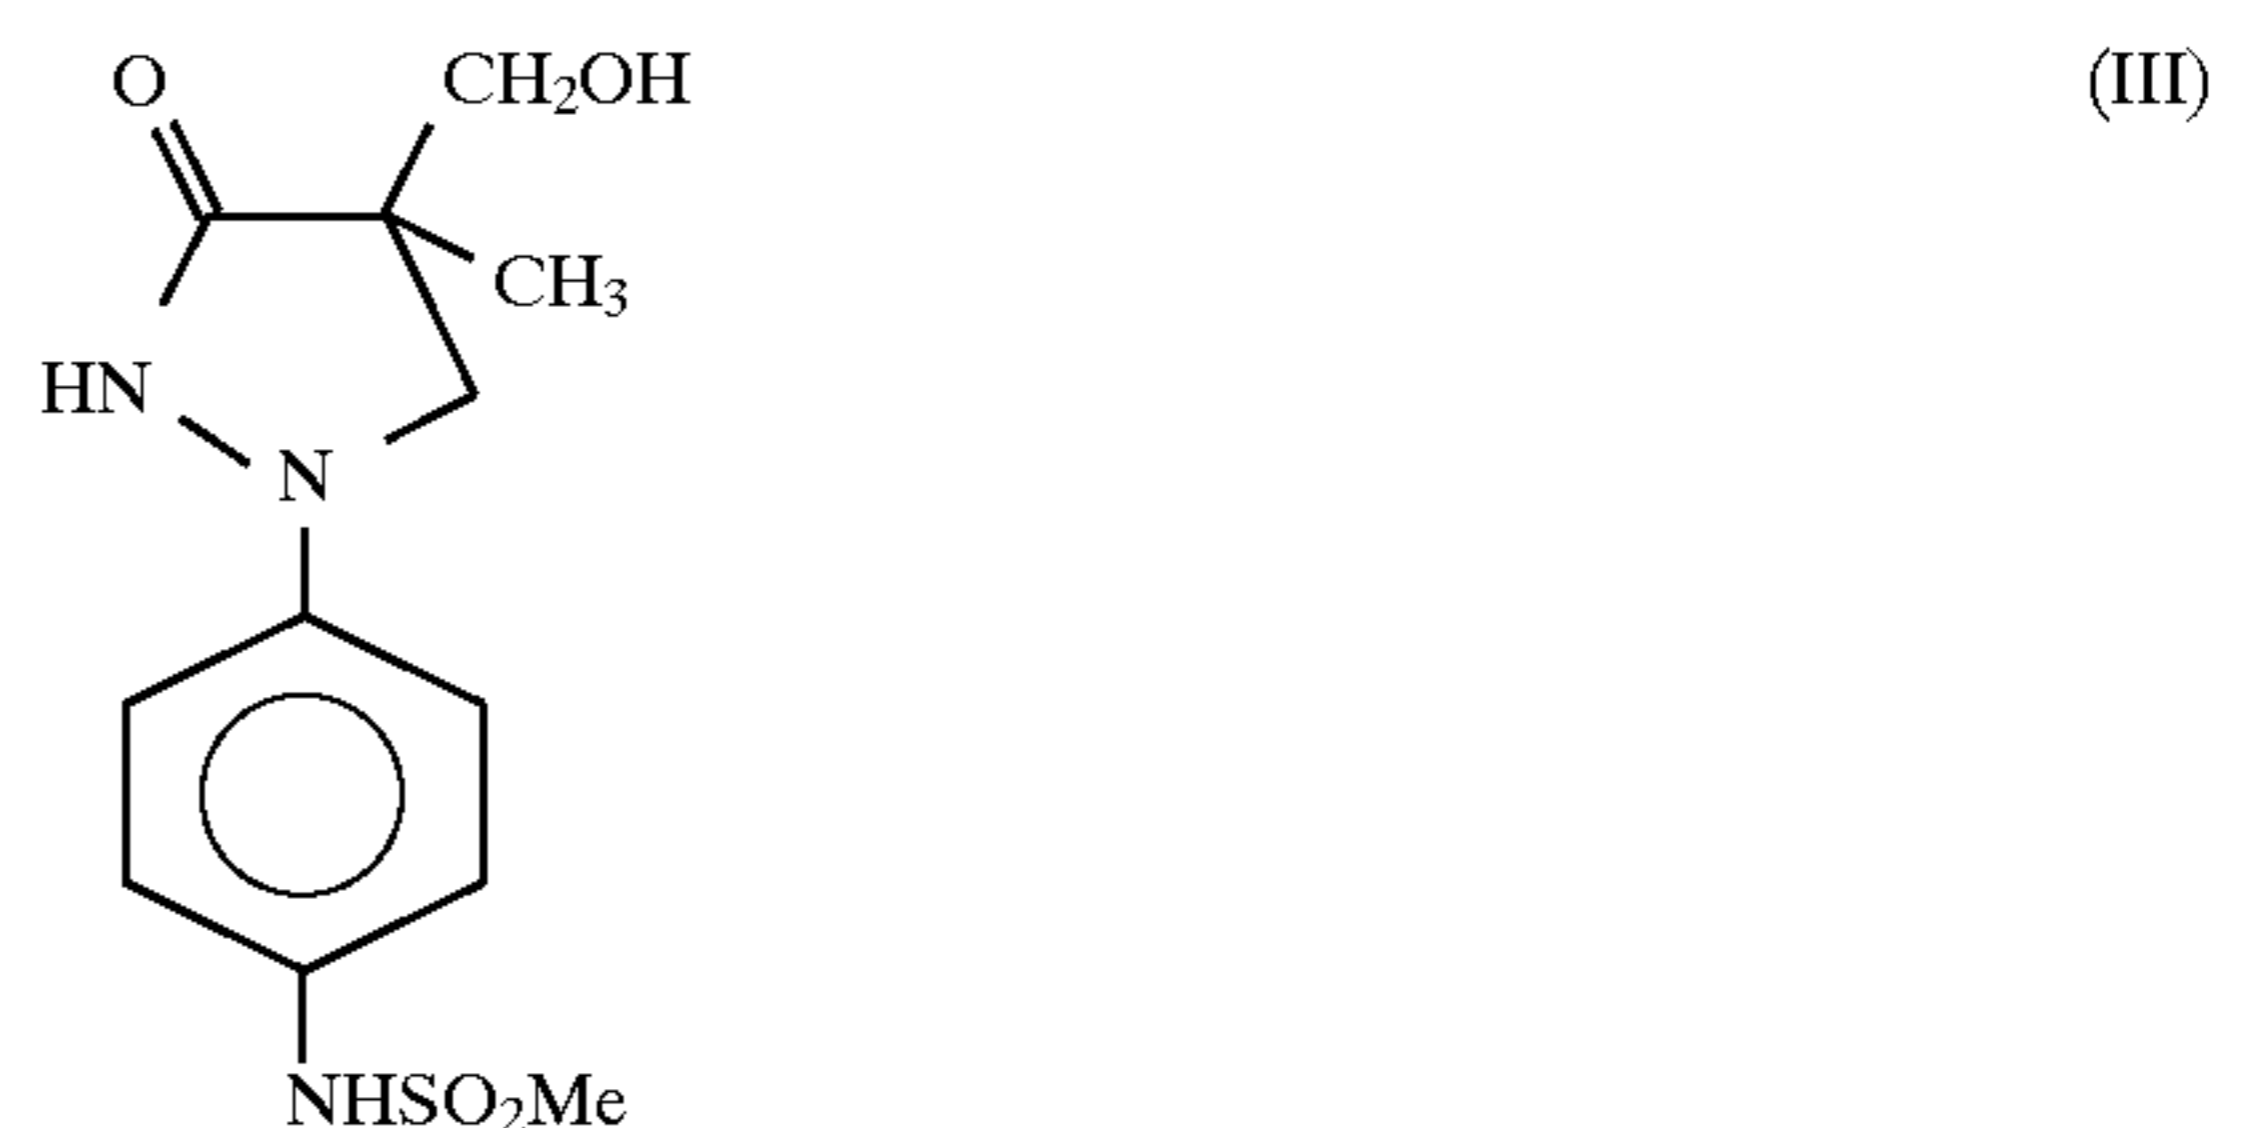 O CH₂OH (III)
CH₃
HN
N
NHSO₂Me